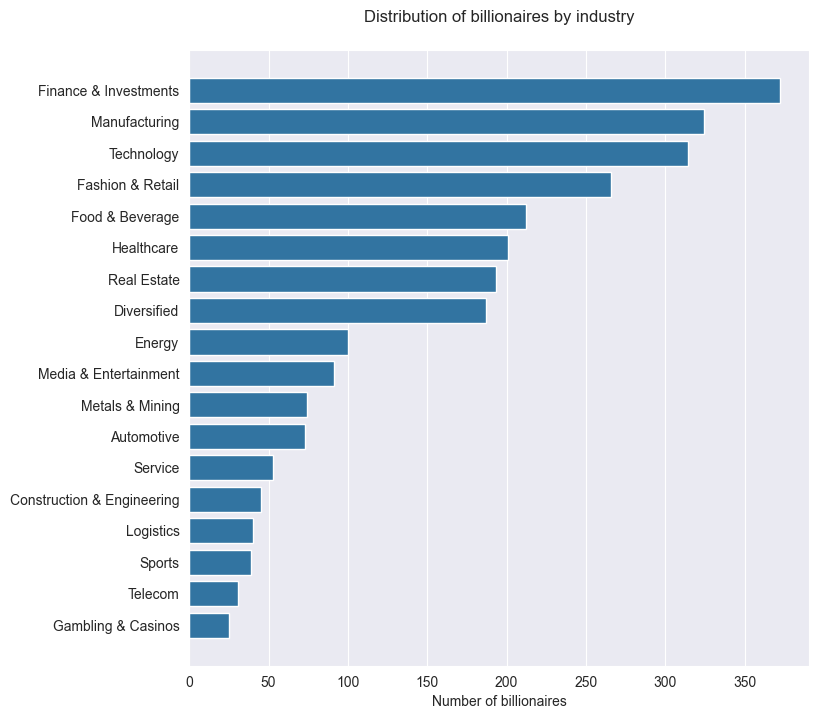 Distribution of billionaires by industry
Finance & Investments
Manufacturing
Technology
Fashion & Retail
Food & Beverage
Healthcare
Real Estate
Diversified
Energy
Media & Entertainment
Metals & Mining
Automotive
Service
Construction & Engineering
Logistics
Sports
Telecom
Gambling & Casinos
0 50 100 150 200 250 300 350
Number of billionaires